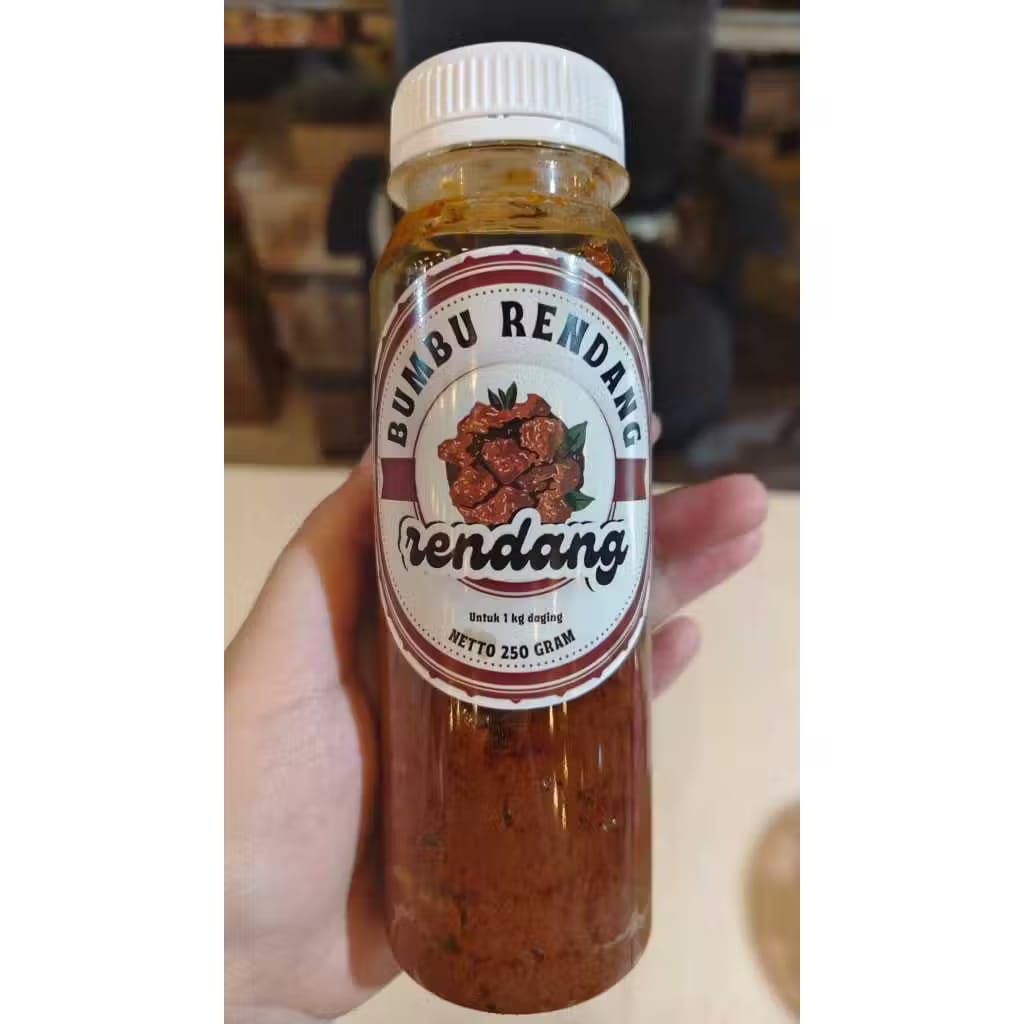 BUMBU RENDANG
rendang
Untuk 1 kg daging
NETTO 250 GRAM